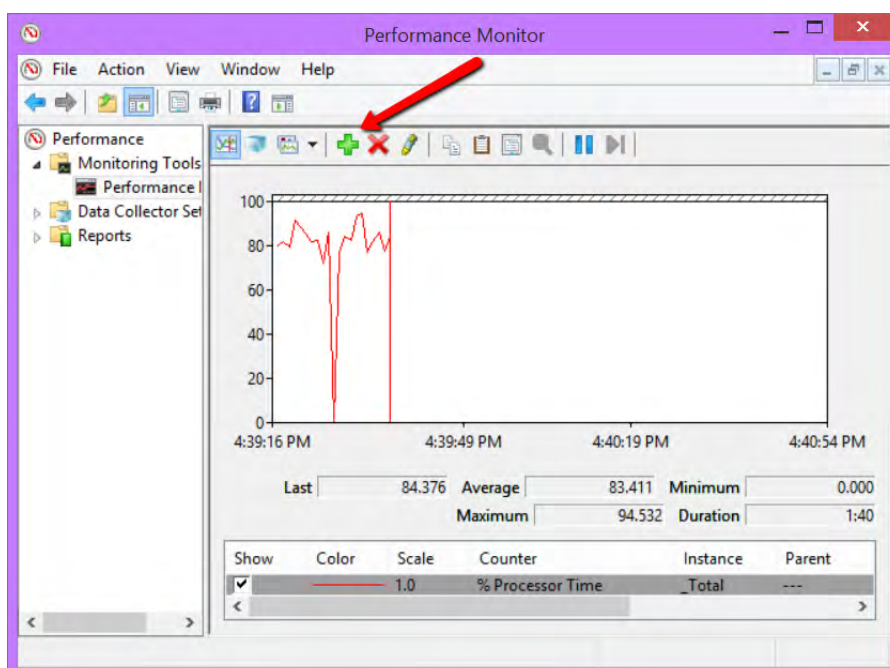 Performance Monitor
File Action View Window Help
Performance
Monitoring Tools
Performance
Data Collector Set
Reports
100
80
60
40
20
0
4:39:16 PM 4:39:49 PM 4:40:19 PM 4:40:54 PM
Last 84.376 Average 83.411 Minimum 0.000
Maximum 94.532 Duration 1:40
Show Color Scale Counter Instance Parent
1.0 % Processor Time _Total ---